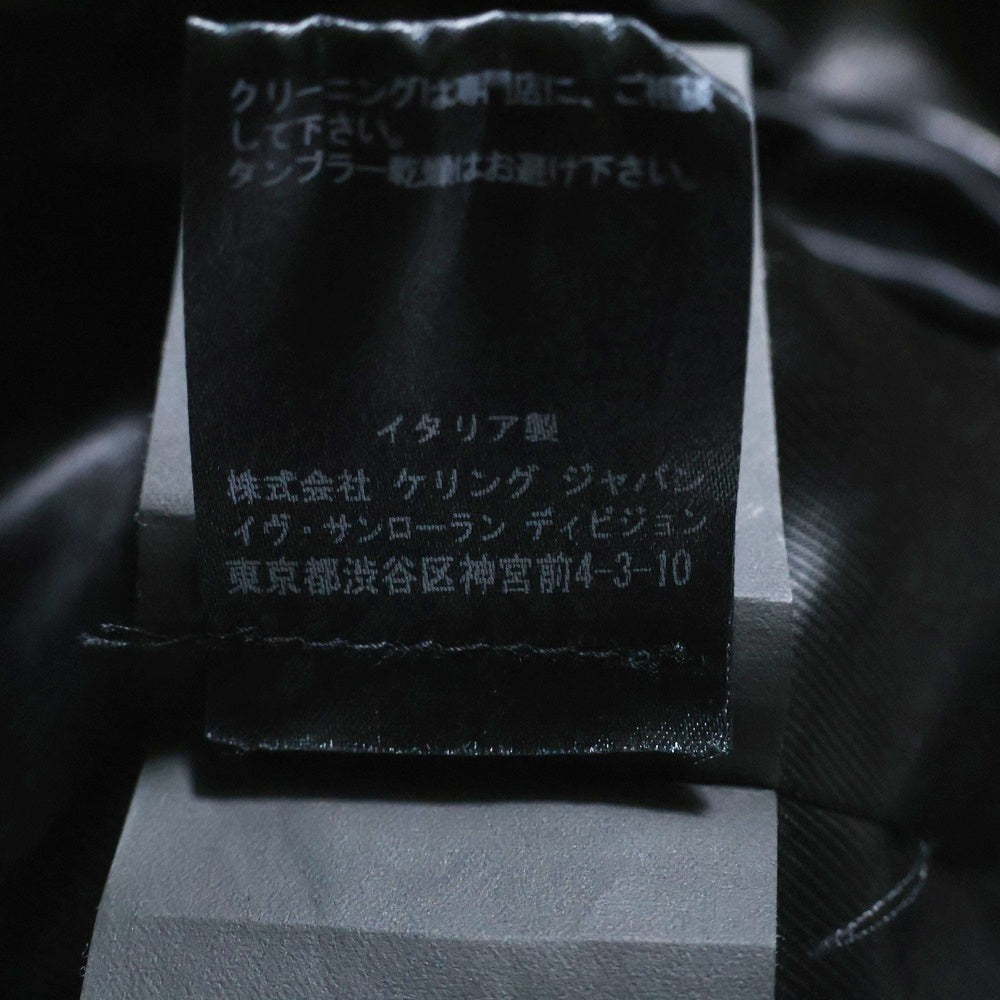 クリーニングは専門店に、ご相談
して下さい。
タンブラー乾燥はお避け下さい。
イタリア製
株式会社 ケリング ジャパン
イヴ・サンローラン ディビジョン
東京都渋谷区神宮前4-3-10